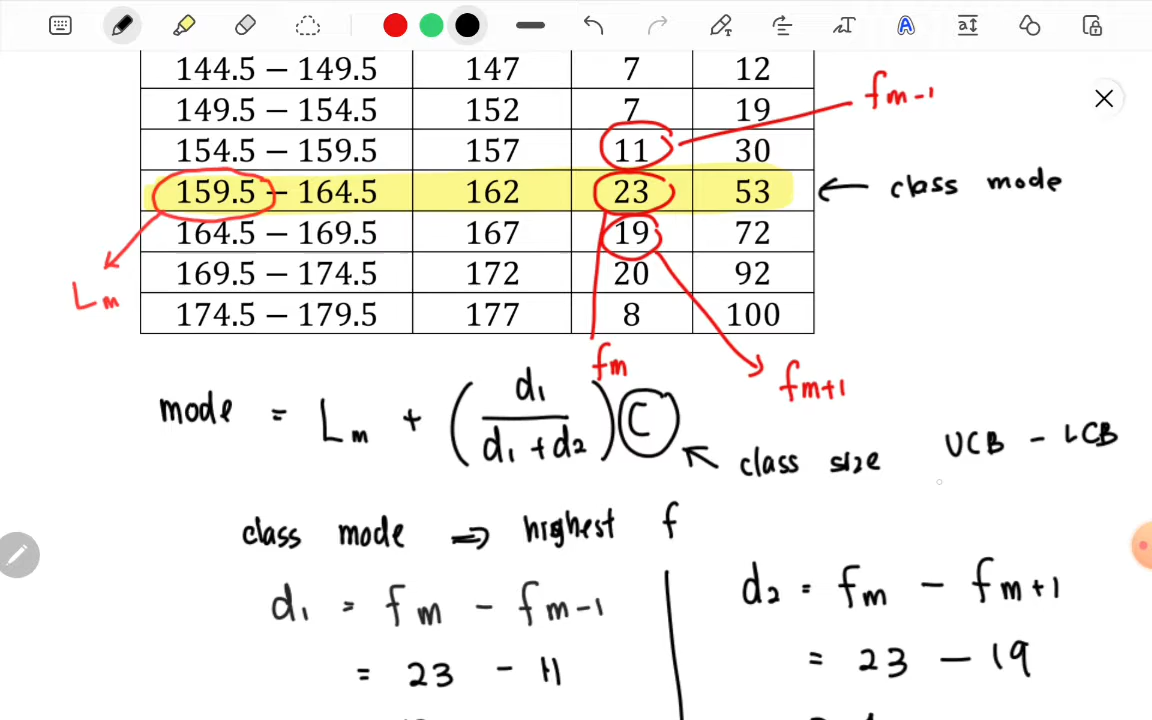 144.5 – 149.5 147 7 12
149.5 – 154.5 152 7 19
154.5 – 159.5 157 11 30
159.5 – 164.5 162 23 53
164.5 – 169.5 167 19 72
169.5 – 174.5 172 20 92
174.5 – 179.5 177 8 100
fm-1
← class mode
Lm
fm
fm+1
mode = Lm + (d1 / d1 + d2) C
class size UCB - LCB
class mode ⇒ highest f
d1 = fm - fm-1
= 23 - 11
d2 = fm - fm+1
= 23 - 19